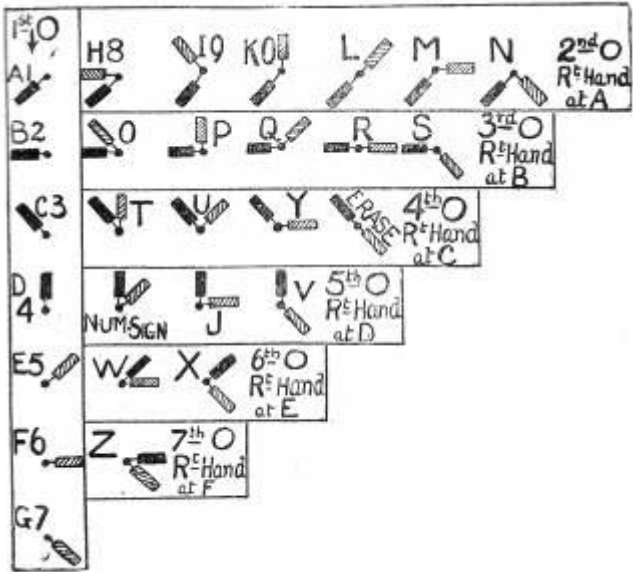 1st O
A1 H8 I9 K0 L M N 2nd O
Rt Hand
at A
B2 O P Q R S 3rd O
Rt Hand
at B
C3 T U Y ERASE 4th O
Rt Hand
at C
D
4 NUM-SIGN J V 5th O
Rt Hand
at D
E5 W X 6th O
Rt Hand
at E
F6 Z 7th O
Rt Hand
at F
G7